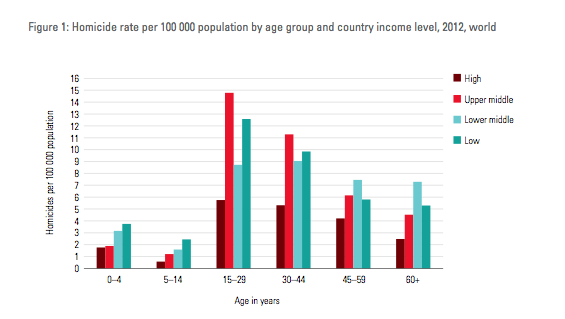 Figure 1: Homicide rate per 100 000 population by age group and country income level, 2012, world
Homicides per 100 000 population
16
15
14
13
12
11
10
9
8
7
6
5
4
3
2
1
0
0–4 5–14 15–29 30–44 45–59 60+
Age in years
High
Upper middle
Lower middle
Low